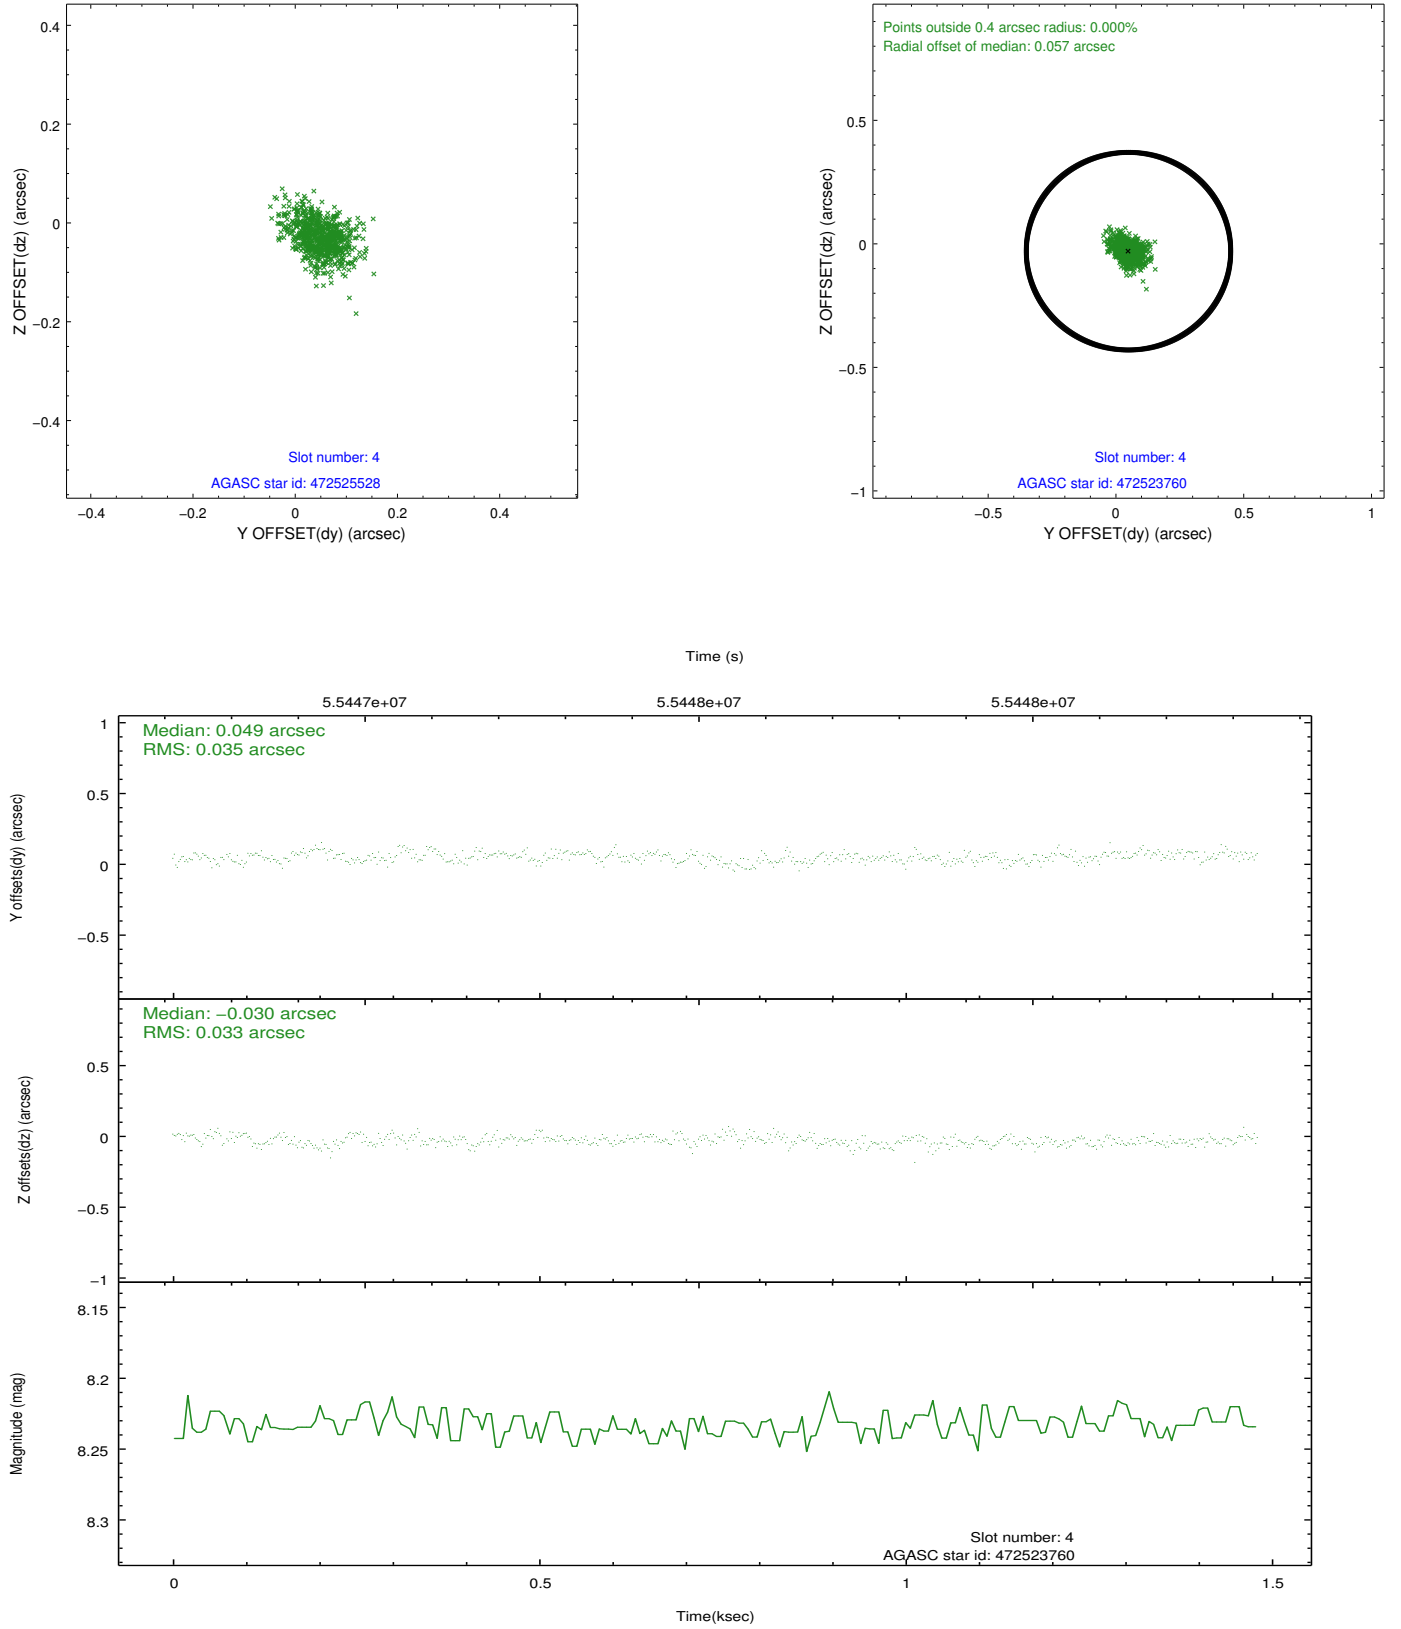 0.4
0.2
0
−0.2
−0.4
Z OFFSET(dz) (arcsec)
Slot number: 4
AGASC star id: 472525528
−0.4
−0.2
0
0.2
0.4
Y OFFSET(dy) (arcsec)
Points outside 0.4 arcsec radius: 0.000%
Radial offset of median: 0.057 arcsec
0.5
0
−0.5
−1
Z OFFSET(dz) (arcsec)
Slot number: 4
AGASC star id: 472523760
−0.5
0
0.5
1
Y OFFSET(dy) (arcsec)
Time (s)
5.5447e+07
5.5448e+07
5.5448e+07
Median: 0.049 arcsec
RMS: 0.035 arcsec
1
0.5
0
−0.5
Y offsets(dy) (arcsec)
Median: −0.030 arcsec
RMS: 0.033 arcsec
0.5
0
−0.5
−1
Z offsets(dz) (arcsec)
8.15
8.2
8.25
8.3
Magnitude (mag)
Slot number: 4
AGASC star id: 472523760
0
0.5
1
1.5
Time(ksec)